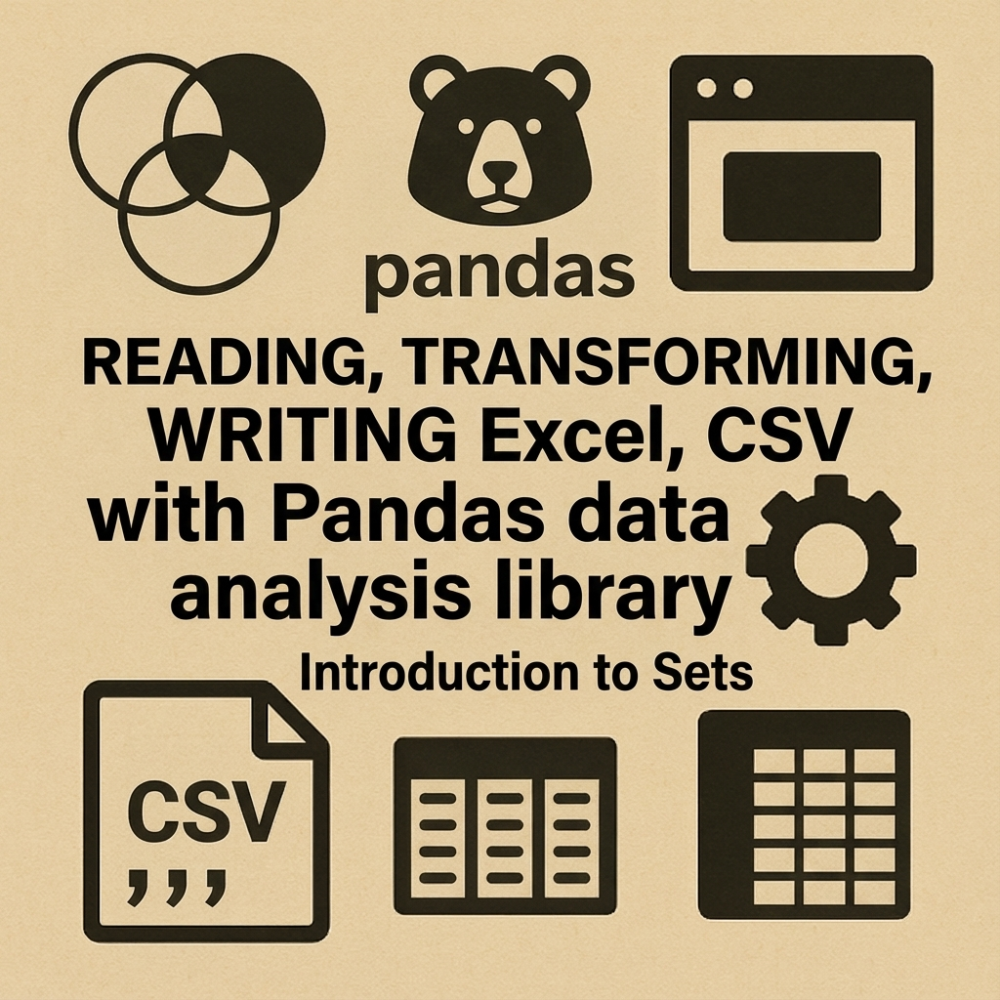 pandas
READING, TRANSFORMING,
WRITING Excel, CSV
with Pandas data
analysis library
Introduction to Sets
CSV
,,,